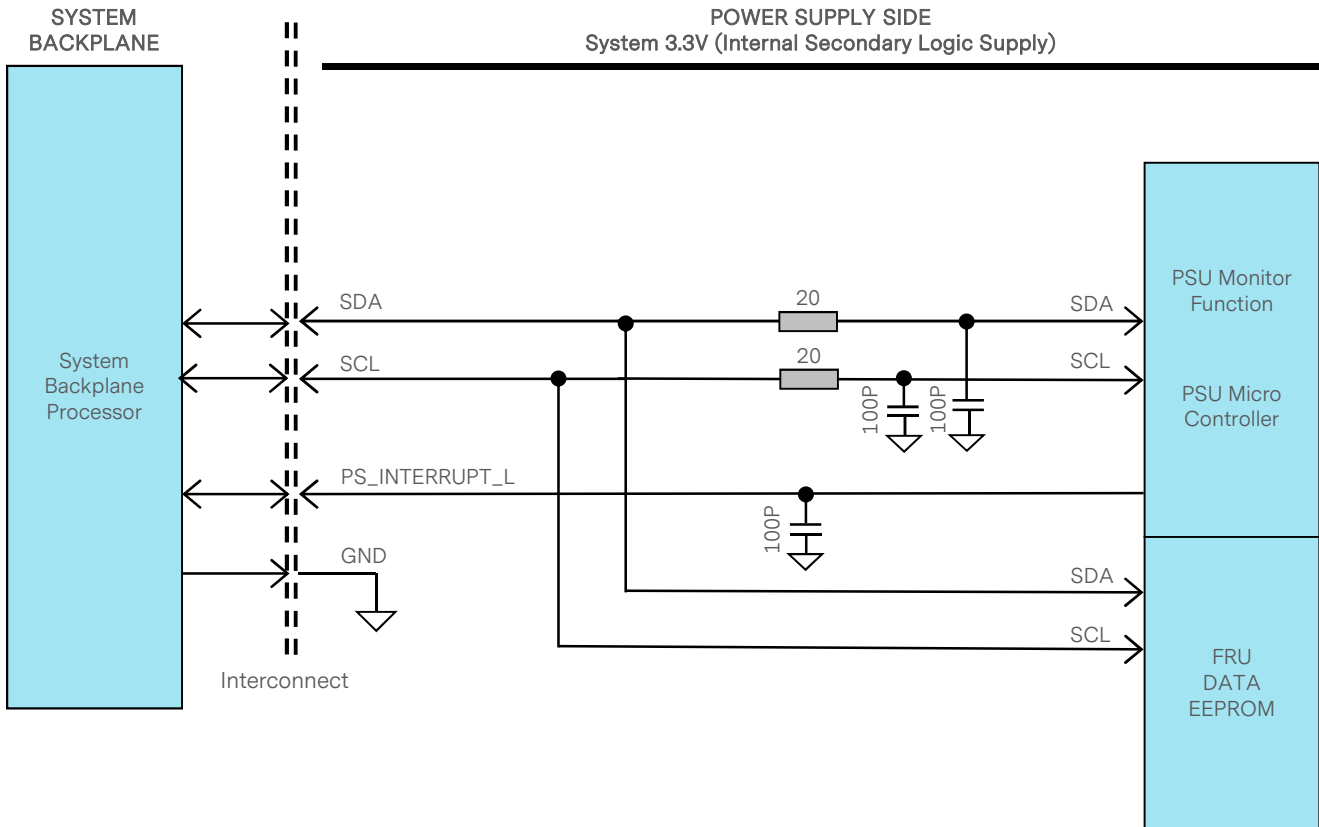 SYSTEM
BACKPLANE
POWER SUPPLY SIDE
System 3.3V (Internal Secondary Logic Supply)
System
Backplane
Processor
SDA
20
SDA
SCL
20
SCL
100P
100P
PSU Monitor
Function
PSU Micro
Controller
PS_INTERRUPT_L
100P
GND
SDA
SCL
Interconnect
FRU
DATA
EEPROM